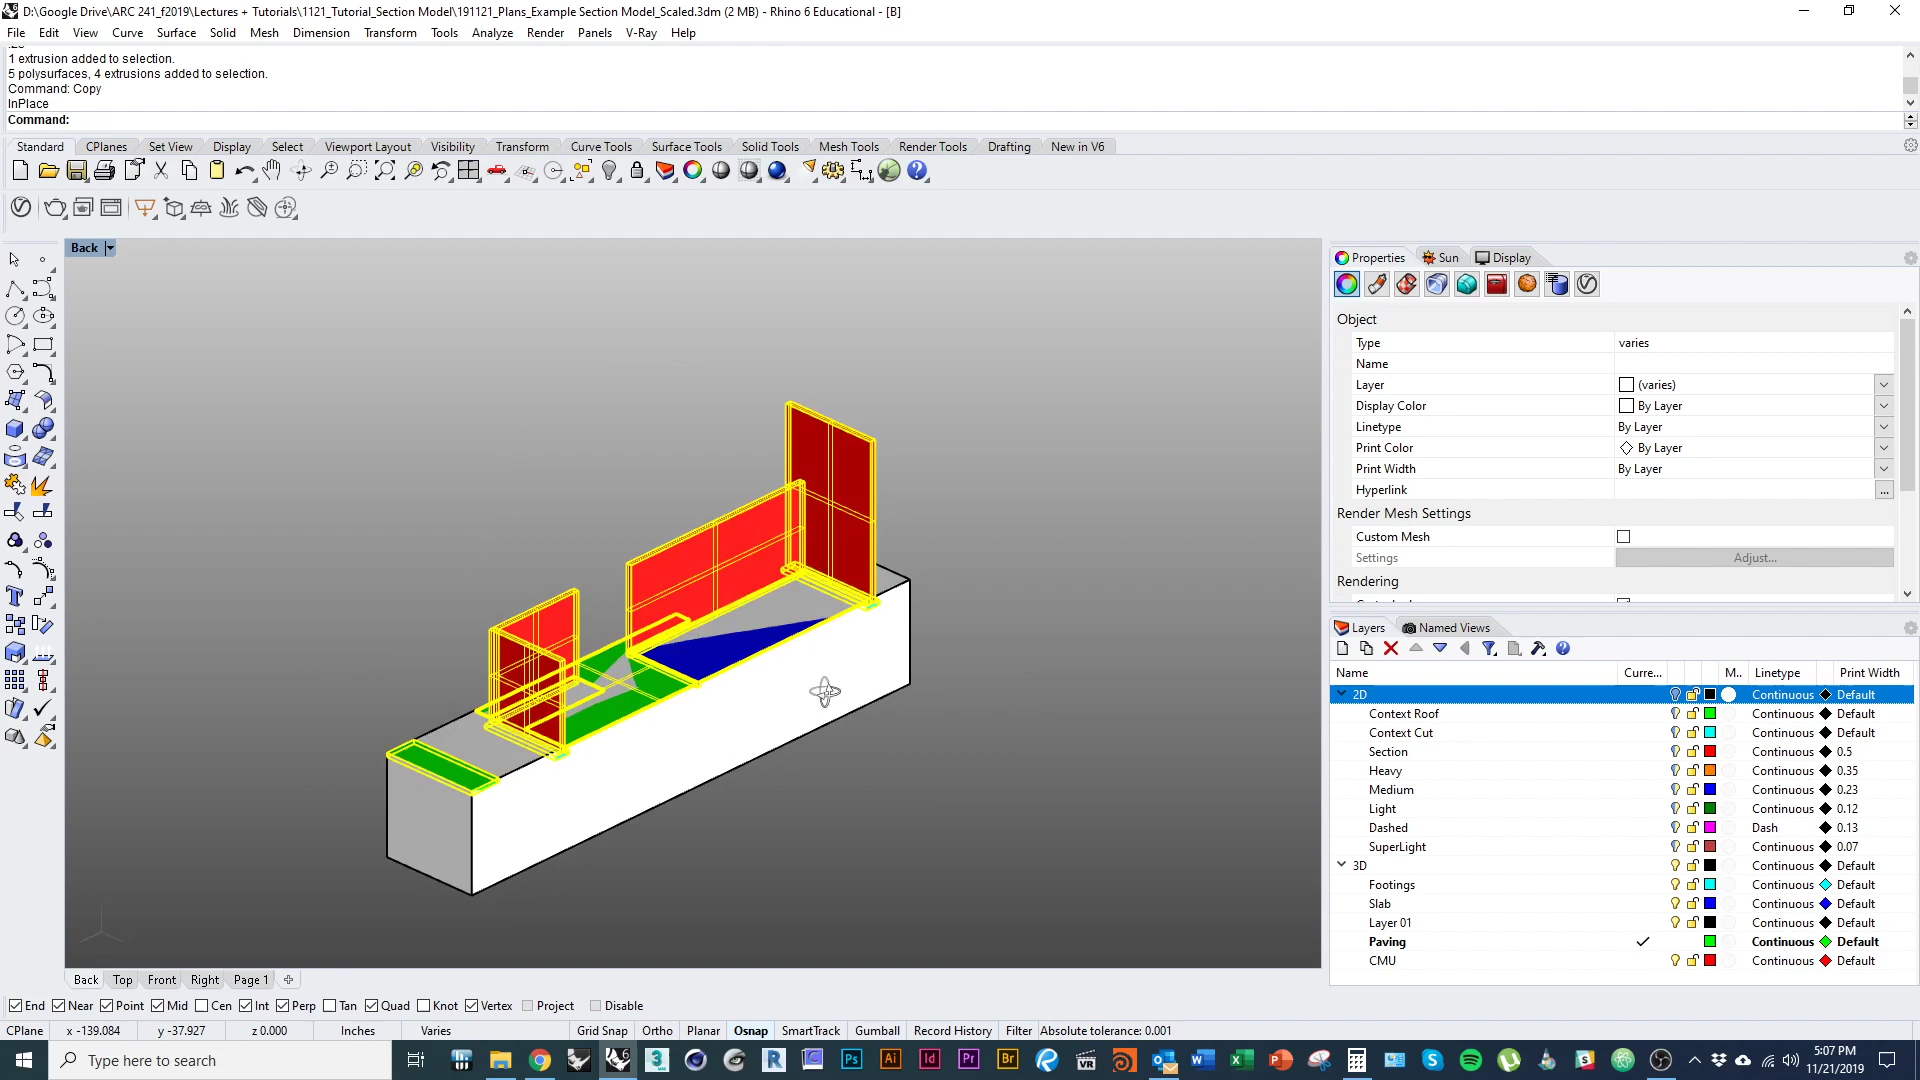 D:\Google Drive\ARC 241_f2019\Lectures + Tutorials\1121_Tutorial_Section Model\191121_Plans_Example Section Model_Scaled.3dm (2 MB) - Rhino 6 Educational - [B]
File Edit View Curve Surface Solid Mesh Dimension Transform Tools Analyze Render Panels V-Ray Help
1 extrusion added to selection.
5 polysurfaces, 4 extrusions added to selection.
Command: Copy
InPlace
Command:
Standard CPlanes Set View Display Select Viewport Layout Visibility Transform Curve Tools Surface Tools Solid Tools Mesh Tools Render Tools Drafting New in V6
Back
Properties Sun Display
Object
Type varies
Name
Layer (varies)
Display Color By Layer
Linetype By Layer
Print Color By Layer
Print Width By Layer
Hyperlink ...
Render Mesh Settings
Custom Mesh
Settings Adjust...
Rendering
Layers Named Views
Name Curre... M.. Linetype Print Width
2D Continuous Default
Context Roof Continuous Default
Context Cut Continuous Default
Section Continuous 0.5
Heavy Continuous 0.35
Medium Continuous 0.23
Light Continuous 0.12
Dashed Dash 0.13
SuperLight Continuous 0.07
3D Continuous Default
Footings Continuous Default
Slab Continuous Default
Layer 01 Continuous Default
Paving Continuous Default
CMU Continuous Default
Back Top Front Right Page 1
End Near Point Mid Cen Int Perp Tan Quad Knot Vertex Project Disable
CPlane x -139.084 y -37.927 z 0.000 Inches Varies Grid Snap Ortho Planar Osnap SmartTrack Gumball Record History Filter Absolute tolerance: 0.001
Type here to search
5:07 PM
11/21/2019